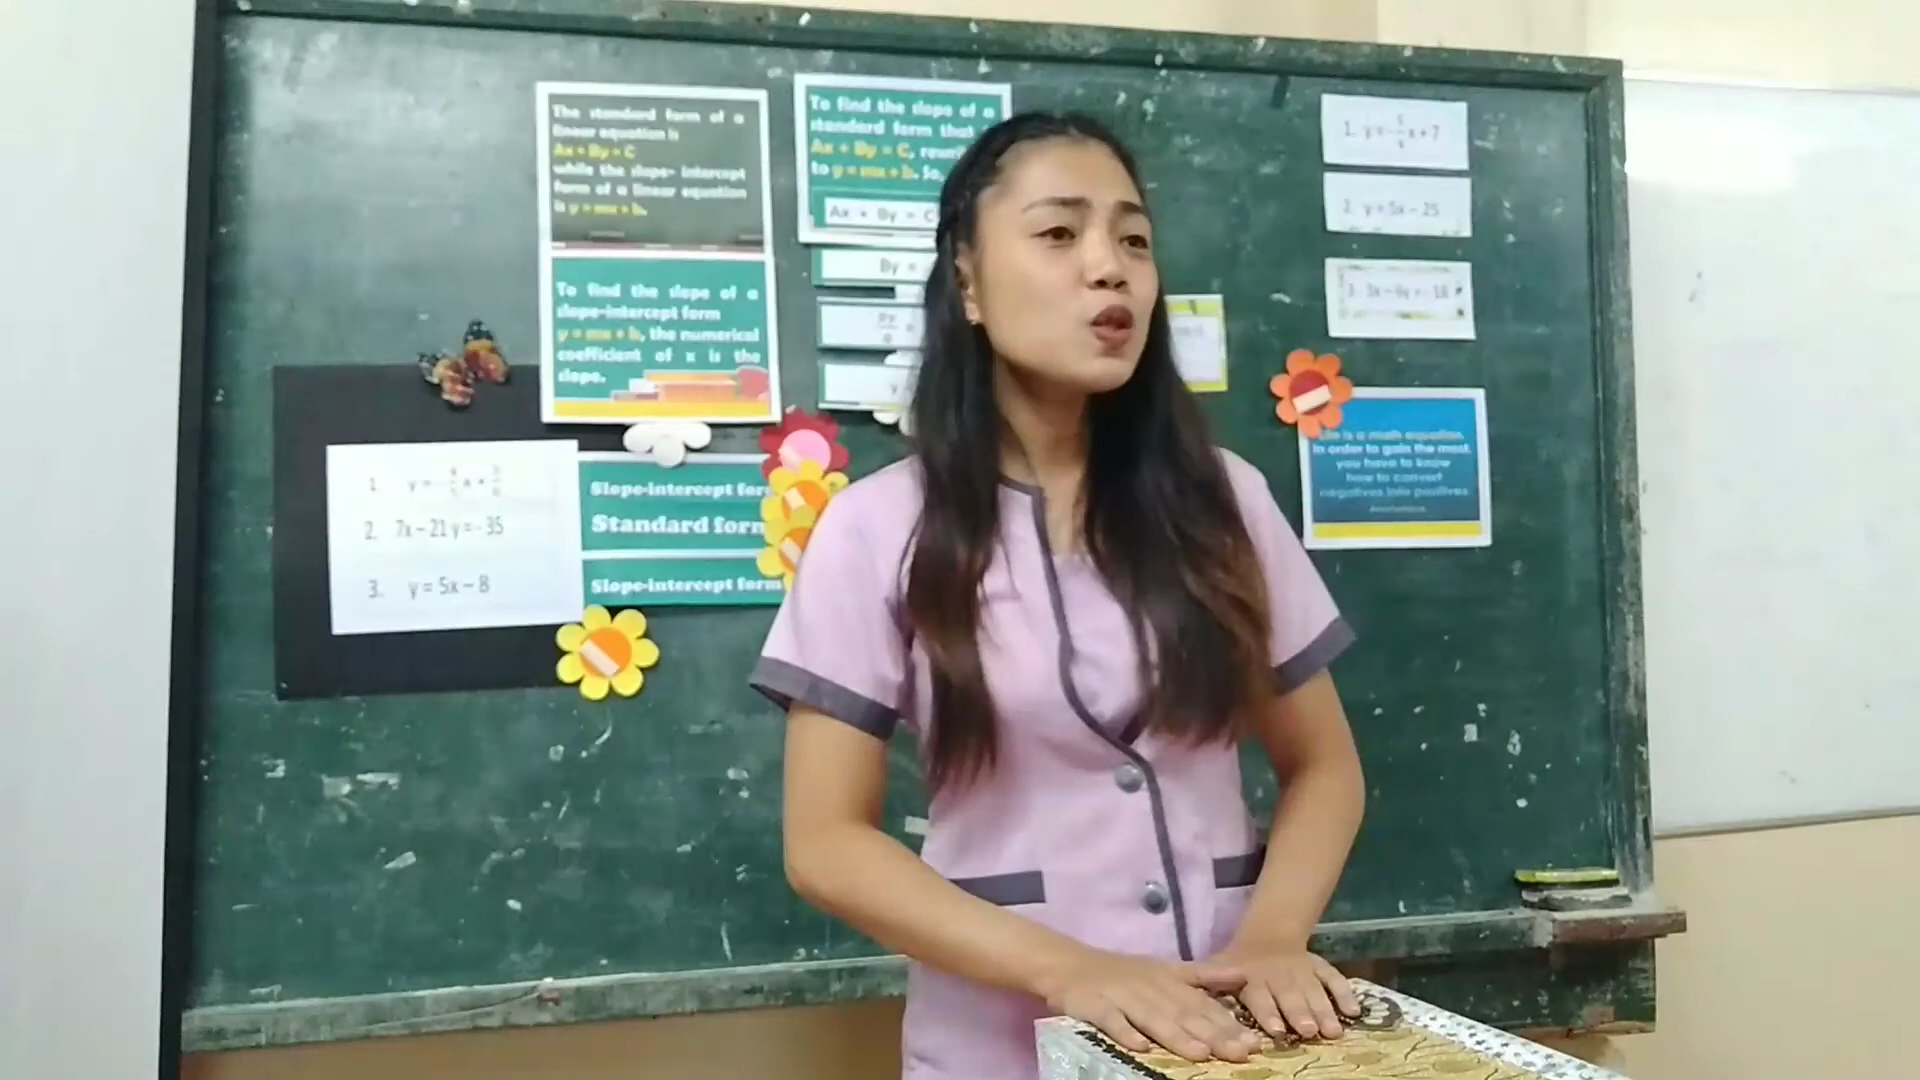 The standard form of a
linear equation is
Ax + By = C
while the slope- intercept
form of a linear equation
is y = mx + b.
To find the slope of a
slope-intercept form
y = mx + b, the numerical
coefficient of x is the
slope.
To find the slope of a
standard form that
Ax + By = C,
to y = mx + b. So,
Ax + By = C
By =
1.
2. 7x – 21 y = - 35
3. y = 5x – 8
Slope-intercept
Standard form
Slope-intercept form
2. y = 5x – 25
Life is a math equation.
In order to gain the most,
you have to know
how to convert
negatives into positives